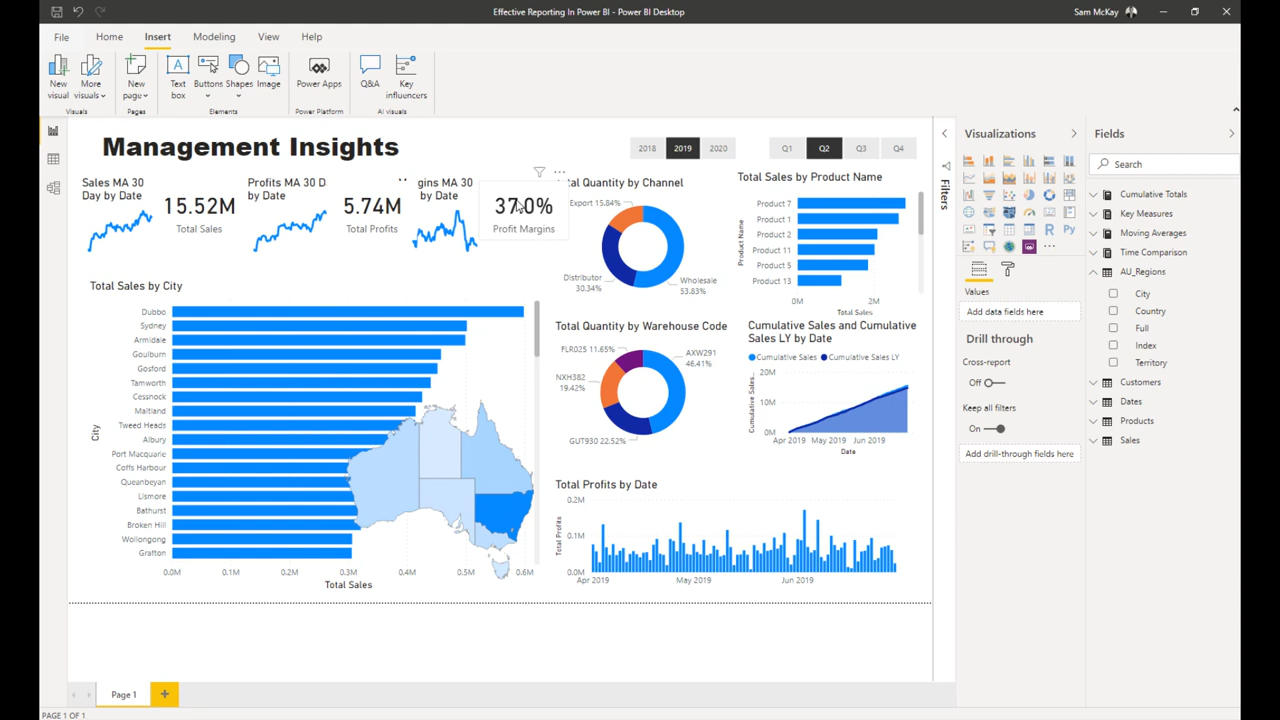 Effective Reporting In Power BI - Power BI Desktop
Sam McKay
File
Home
Insert
Modeling
View
Help
New visual
More visuals
New page
Text box
Buttons
Shapes
Image
Power Apps
Q&A
Key influencers
Visuals
Pages
Elements
Power Platform
AI visuals
Management Insights
2018
2019
2020
Q1
Q2
Q3
Q4
Sales MA 30
Day by Date
15.52M
Total Sales
Profits MA 30 D
by Date
5.74M
Total Profits
gins MA 30
by Date
37.0%
Profit Margins
tal Quantity by Channel
Export 15.84%
Distributor
30.34%
Wholesale
53.83%
Total Sales by Product Name
Product Name
Product 7
Product 1
Product 2
Product 11
Product 5
Product 13
0M
2M
Total Sales
Total Sales by City
City
Dubbo
Sydney
Armidale
Goulburn
Gosford
Tamworth
Cessnock
Maitland
Tweed Heads
Albury
Port Macquarie
Coffs Harbour
Queanbeyan
Lismore
Bathurst
Broken Hill
Wollongong
Grafton
0.0M
0.1M
0.2M
0.3M
0.4M
0.5M
0.6M
Total Sales
Total Quantity by Warehouse Code
FLR025 11.65%
AXW291
46.41%
NXH382
19.42%
GUT930 22.52%
Cumulative Sales and Cumulative
Sales LY by Date
Cumulative Sales
Cumulative Sales LY
Cumulative Sales...
20M
10M
0M
Apr 2019
May 2019
Jun 2019
Date
Total Profits by Date
Total Profits
0.2M
0.1M
0.0M
Apr 2019
May 2019
Jun 2019
Filters
Visualizations
R
Py
Values
Add data fields here
Drill through
Cross-report
Off
Keep all filters
On
Add drill-through fields here
Fields
Search
Cumulative Totals
Key Measures
Moving Averages
Time Comparison
AU_Regions
City
Country
Full
Index
Territory
Customers
Dates
Products
Sales
Page 1
PAGE 1 OF 1